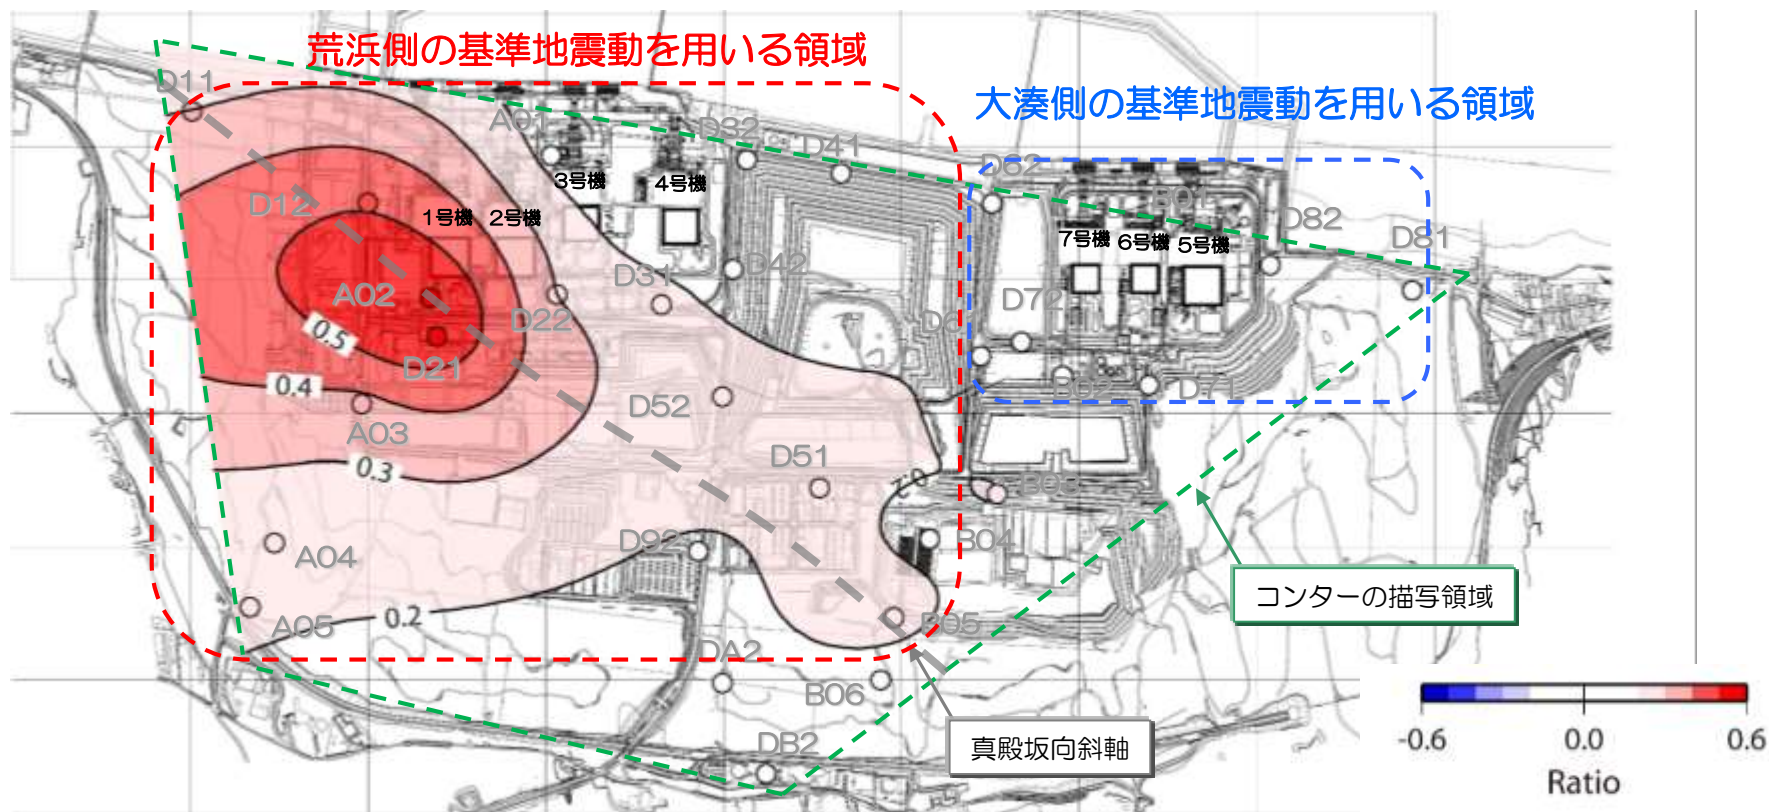 荒浜側の基準地震動を用いる領域
大湊側の基準地震動を用いる領域
D11
A01
D32
D41
D62
B01
D82
D81
3号機
4号機
D12
1号機
2号機
7号機
6号機
5号機
D42
D31
A02
D22
D72
0.5
D21
0.4
D71
D52
A03
0.3
D51
D92
B04
A04
コンターの描写領域
0.2
A05
B05
DA2
B06
DB2
真殿坂向斜軸
-0.6
0.0
0.6
Ratio